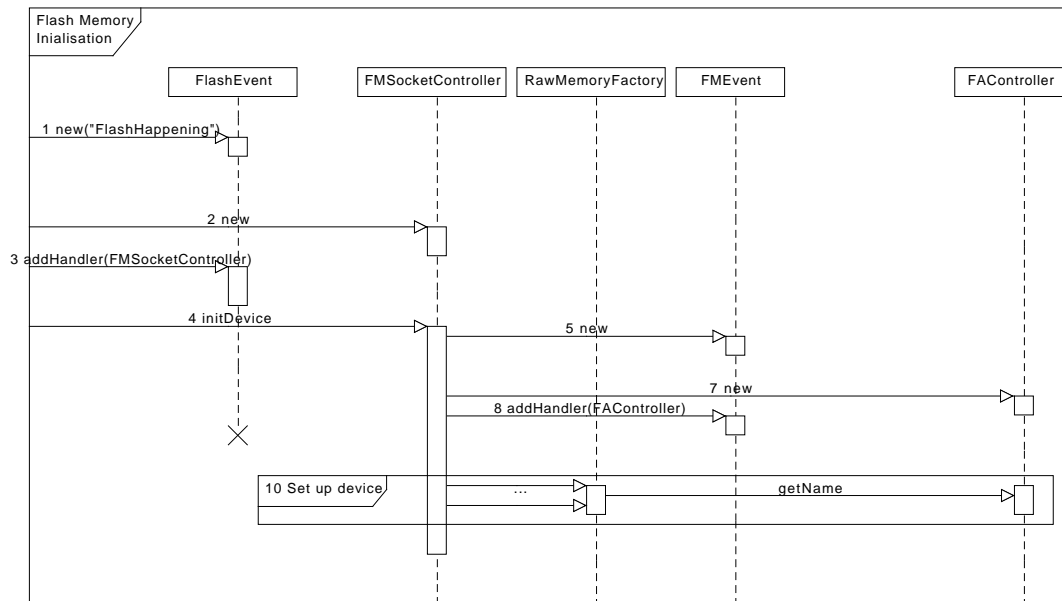 Flash Memory
Inialisation
FlashEvent
FMSocketController
RawMemoryFactory
FMEvent
FAController
1 new("FlashHappening")
2 new
3 addHandler(FMSocketController)
4 initDevice
5 new
7 new
8 addHandler(FAController)
10 Set up device
...
getName